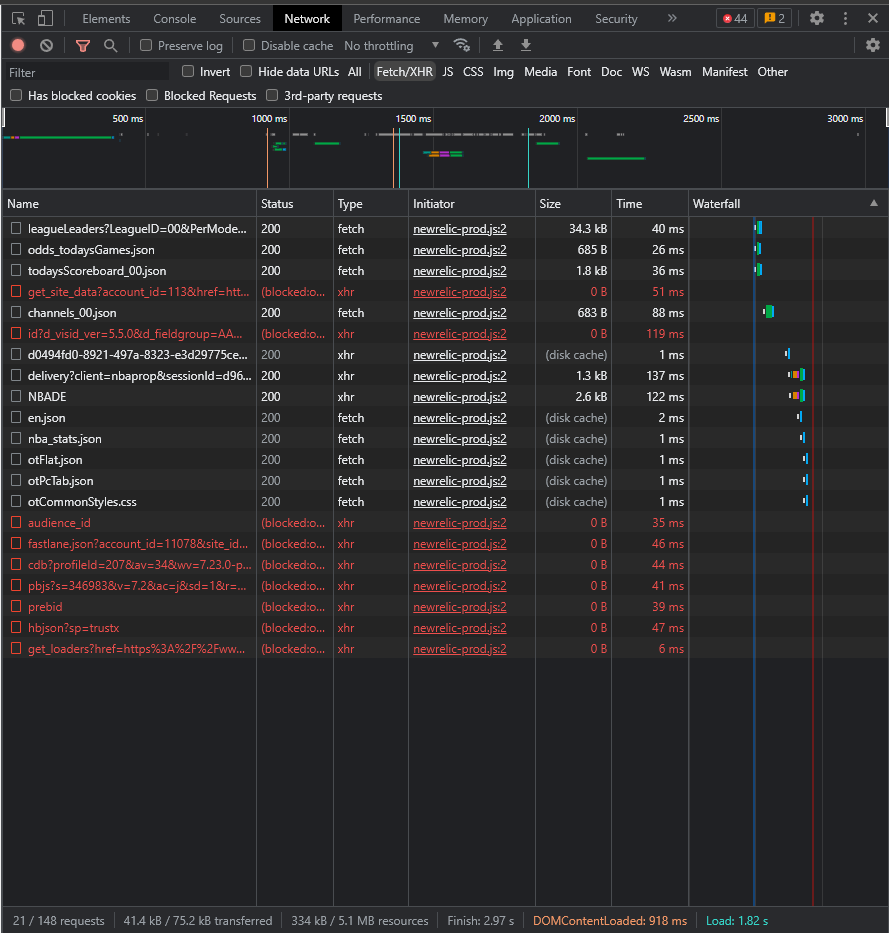 Elements Console Sources Network Performance Memory Application Security » 44 2
Preserve log Disable cache No throttling
Filter Invert Hide data URLs All Fetch/XHR JS CSS Img Media Font Doc WS Wasm Manifest Other
Has blocked cookies Blocked Requests 3rd-party requests
500 ms 1000 ms 1500 ms 2000 ms 2500 ms 3000 ms
Name Status Type Initiator Size Time Waterfall
leagueLeaders?LeagueID=00&PerMode... 200 fetch newrelic-prod.js:2 34.3 kB 40 ms
odds_todaysGames.json 200 fetch newrelic-prod.js:2 685 B 26 ms
todaysScoreboard_00.json 200 fetch newrelic-prod.js:2 1.8 kB 36 ms
get_site_data?account_id=113&href=htt... (blocked:o... xhr newrelic-prod.js:2 0 B 51 ms
channels_00.json 200 fetch newrelic-prod.js:2 683 B 88 ms
id?d_visid_ver=5.5.0&d_fieldgroup=AA... (blocked:o... xhr newrelic-prod.js:2 0 B 119 ms
d0494fd0-8921-497a-8323-e3d29775ce... 200 xhr newrelic-prod.js:2 (disk cache) 1 ms
delivery?client=nbaprop&sessionId=d96... 200 xhr newrelic-prod.js:2 1.3 kB 137 ms
NBADE 200 xhr newrelic-prod.js:2 2.6 kB 122 ms
en.json 200 fetch newrelic-prod.js:2 (disk cache) 2 ms
nba_stats.json 200 fetch newrelic-prod.js:2 (disk cache) 1 ms
otFlat.json 200 fetch newrelic-prod.js:2 (disk cache) 1 ms
otPcTab.json 200 fetch newrelic-prod.js:2 (disk cache) 1 ms
otCommonStyles.css 200 fetch newrelic-prod.js:2 (disk cache) 1 ms
audience_id (blocked:o... xhr newrelic-prod.js:2 0 B 35 ms
fastlane.json?account_id=11078&site_id... (blocked:o... xhr newrelic-prod.js:2 0 B 46 ms
cdb?profileId=207&av=34&wv=7.23.0-p... (blocked:o... xhr newrelic-prod.js:2 0 B 44 ms
pbjs?s=346983&v=7.2&ac=j&sd=1&r=... (blocked:o... xhr newrelic-prod.js:2 0 B 41 ms
prebid (blocked:o... xhr newrelic-prod.js:2 0 B 39 ms
hbjson?sp=trustx (blocked:o... xhr newrelic-prod.js:2 0 B 47 ms
get_loaders?href=https%3A%2F%2Fww... (blocked:o... xhr newrelic-prod.js:2 0 B 6 ms
21 / 148 requests 41.4 kB / 75.2 kB transferred 334 kB / 5.1 MB resources Finish: 2.97 s DOMContentLoaded: 918 ms Load: 1.82 s